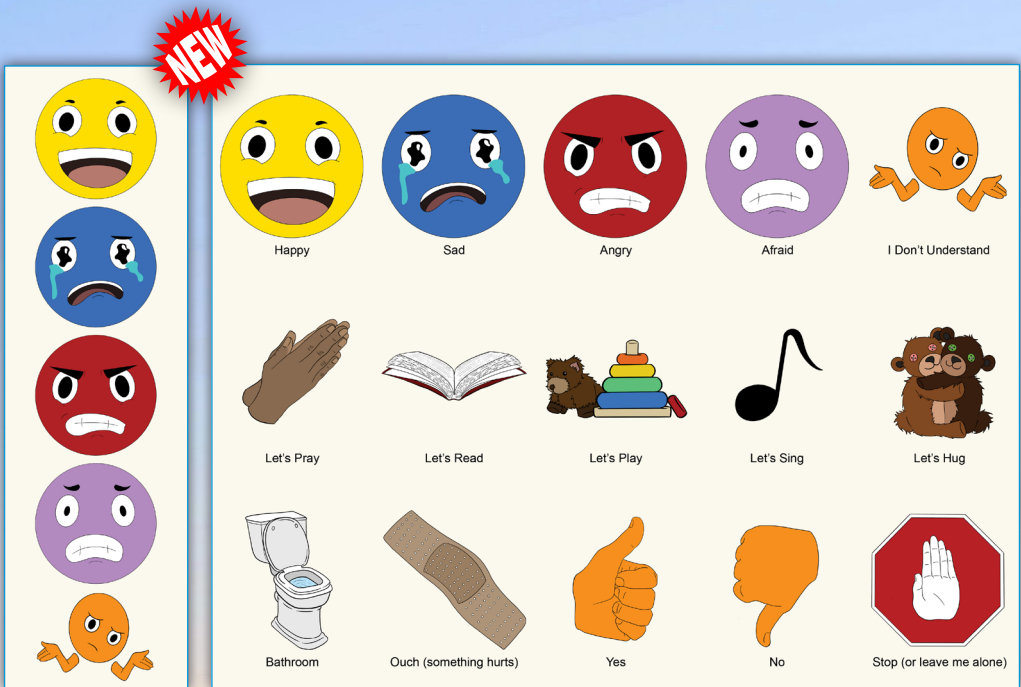 NEW
Happy
Sad
Angry
Afraid
I Don't Understand
Let's Pray
Let's Read
Let's Play
Let's Sing
Let's Hug
Bathroom
Ouch (something hurts)
Yes
No
Stop (or leave me alone)